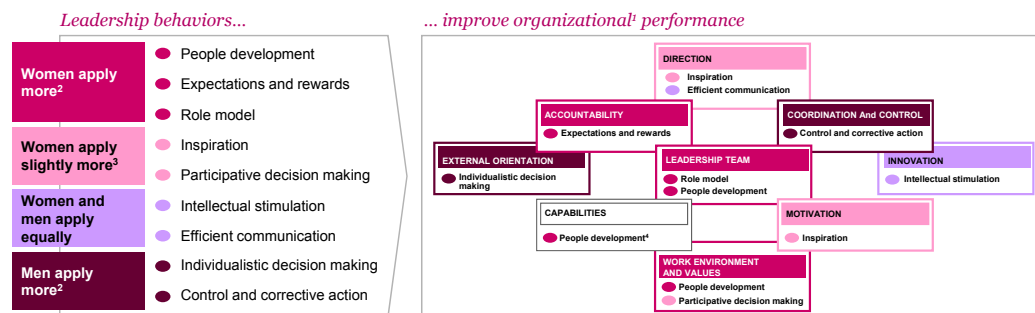 Leadership behaviors...
... improve organizational¹ performance
Women apply
more²
People development
Expectations and rewards
Role model
Women apply
slightly more³
Inspiration
Participative decision making
Women and
men apply
equally
Intellectual stimulation
Efficient communication
Men apply
more²
Individualistic decision making
Control and corrective action
DIRECTION
Inspiration
Efficient communication
ACCOUNTABILITY
Expectations and rewards
COORDINATION And CONTROL
Control and corrective action
EXTERNAL ORIENTATION
Individualistic decision
making
LEADERSHIP TEAM
Role model
People development
INNOVATION
Intellectual stimulation
CAPABILITIES
People development⁴
MOTIVATION
Inspiration
WORK ENVIRONMENT
AND VALUES
People development
Participative decision making